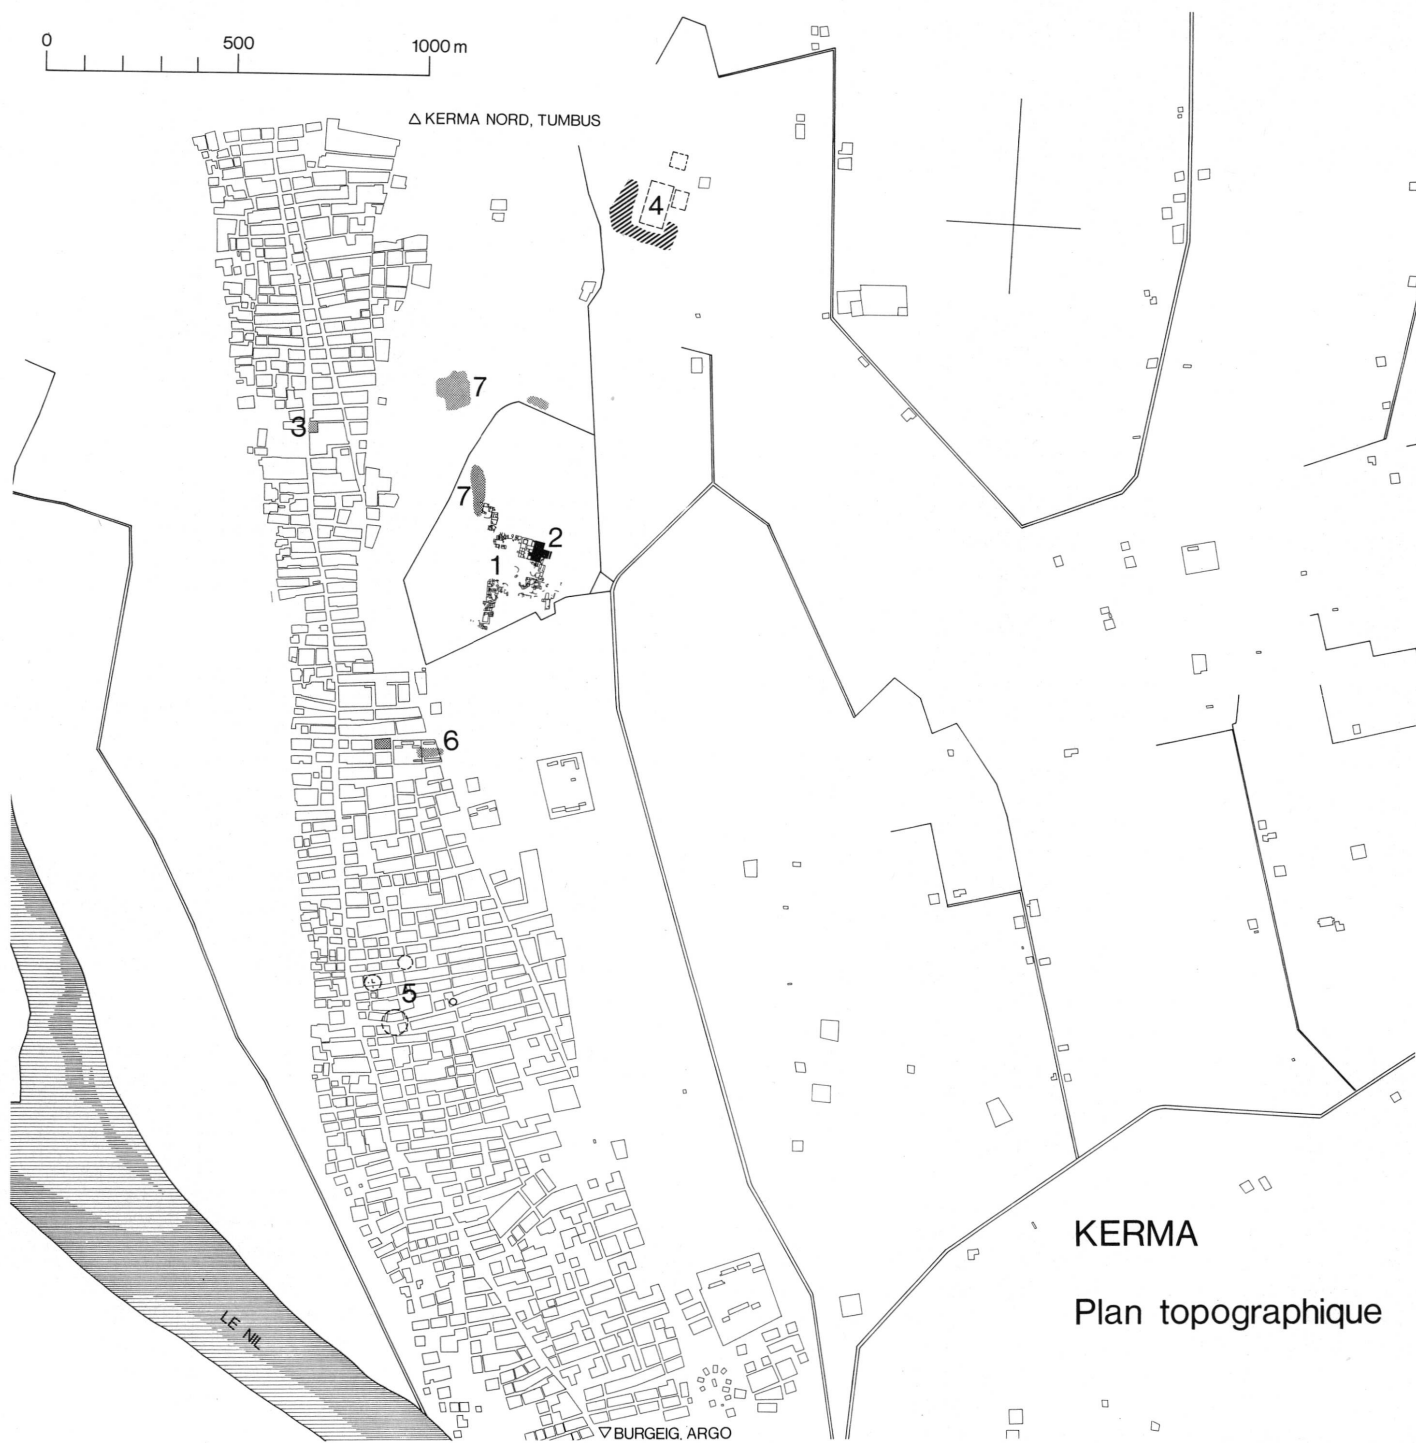 0 500 1000 m
△ KERMA NORD, TUMBUS
4
7
3
7
2
1
6
5
KERMA
Plan topographique
LE NIL
▽ BURGEIG, ARGO